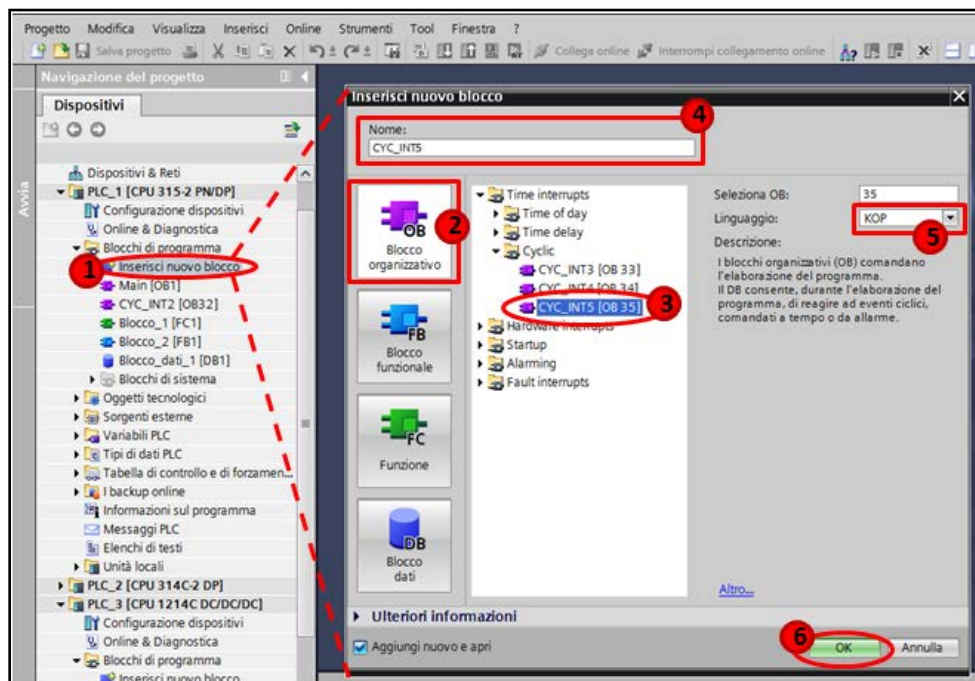 Progetto Modifica Visualizza Inserisci Online Strumenti Tool Finestra ?
Salva progetto Collega online Interrompi collegamento online
Navigazione del progetto
Dispositivi
Avvia
Dispositivi & Reti
PLC_1 [CPU 315-2 PN/DP]
Configurazione dispositivi
Online & Diagnostica
Blocchi di programma
1 Inserisci nuovo blocco
Main [OB1]
CYC_INT2 [OB32]
Blocco_1 [FC1]
Blocco_2 [FB1]
Blocco_dati_1 [DB1]
Blocchi di sistema
Oggetti tecnologici
Sorgenti esterne
Variabili PLC
Tipi di dati PLC
Tabella di controllo e di forzamen...
I backup online
Informazioni sul programma
Messaggi PLC
Elenchi di testi
Unità locali
PLC_2 [CPU 314C-2 DP]
PLC_3 [CPU 1214C DC/DC/DC]
Configurazione dispositivi
Online & Diagnostica
Blocchi di programma
Inserisci nuovo blocco
Inserisci nuovo blocco
4
Nome:
CYC_INT5
OB
2
Blocco
organizzativo
FB
Blocco
funzionale
FC
Funzione
DB
Blocco
dati
Time interrupts
Time of day
Time delay
Cyclic
CYC_INT3 [OB 33]
CYC_INT4 [OB 34]
CYC_INT5 [OB 35]
3
Hardware interrupts
Startup
Alarming
Fault interrupts
Seleziona OB: 35
Linguaggio: KOP
5
Descrizione:
I blocchi organizzativi (OB) comandano
l'elaborazione del programma.
Il DB consente, durante l'elaborazione del
programma, di reagire ad eventi ciclici,
comandati a tempo o da allarme.
Altro...
Ulteriori informazioni
Aggiungi nuovo e apri
6
OK Annulla